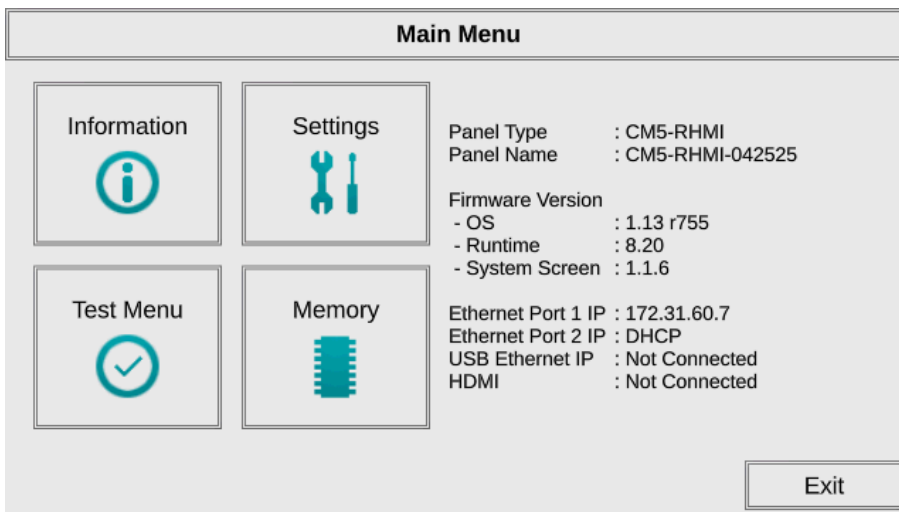 Main Menu
Information
Settings
Test Menu
Memory
Panel Type : CM5-RHMI
Panel Name : CM5-RHMI-042525
Firmware Version
- OS : 1.13 r755
- Runtime : 8.20
- System Screen : 1.1.6
Ethernet Port 1 IP : 172.31.60.7
Ethernet Port 2 IP : DHCP
USB Ethernet IP : Not Connected
HDMI : Not Connected
Exit